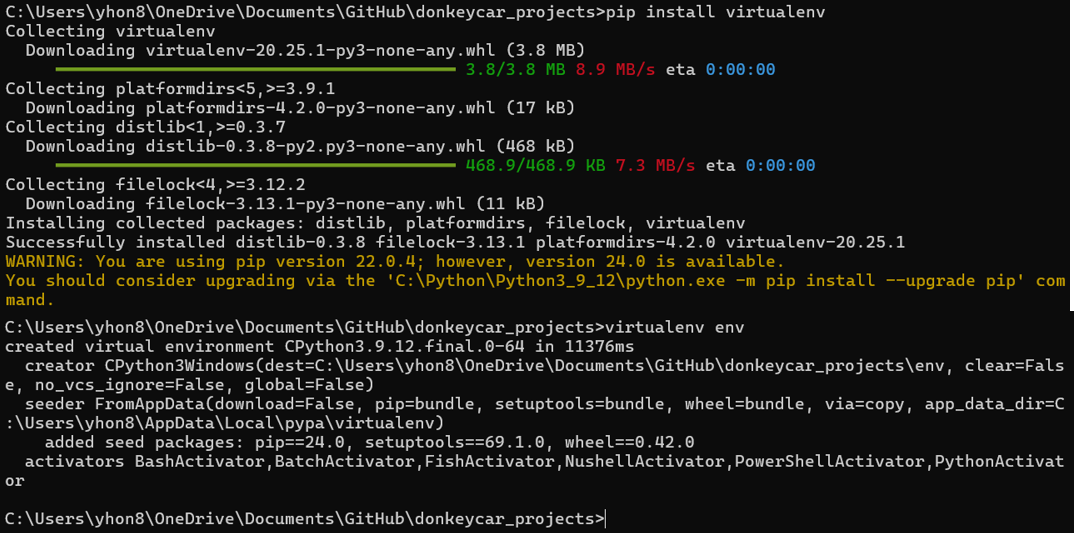 C:\Users\yhon8\OneDrive\Documents\GitHub\donkeycar_projects>pip install virtualenv
Collecting virtualenv
  Downloading virtualenv-20.25.1-py3-none-any.whl (3.8 MB)
     3.8/3.8 MB 8.9 MB/s eta 0:00:00
Collecting platformdirs<5,>=3.9.1
  Downloading platformdirs-4.2.0-py3-none-any.whl (17 kB)
Collecting distlib<1,>=0.3.7
  Downloading distlib-0.3.8-py2.py3-none-any.whl (468 kB)
     468.9/468.9 KB 7.3 MB/s eta 0:00:00
Collecting filelock<4,>=3.12.2
  Downloading filelock-3.13.1-py3-none-any.whl (11 kB)
Installing collected packages: distlib, platformdirs, filelock, virtualenv
Successfully installed distlib-0.3.8 filelock-3.13.1 platformdirs-4.2.0 virtualenv-20.25.1
WARNING: You are using pip version 22.0.4; however, version 24.0 is available.
You should consider upgrading via the 'C:\Python\Python3_9_12\python.exe -m pip install --upgrade pip' com
mand.
C:\Users\yhon8\OneDrive\Documents\GitHub\donkeycar_projects>virtualenv env
created virtual environment CPython3.9.12.final.0-64 in 11376ms
  creator CPython3Windows(dest=C:\Users\yhon8\OneDrive\Documents\GitHub\donkeycar_projects\env, clear=Fals
e, no_vcs_ignore=False, global=False)
  seeder FromAppData(download=False, pip=bundle, setuptools=bundle, wheel=bundle, via=copy, app_data_dir=C
:\Users\yhon8\AppData\Local\pypa\virtualenv)
    added seed packages: pip==24.0, setuptools==69.1.0, wheel==0.42.0
  activators BashActivator,BatchActivator,FishActivator,NushellActivator,PowerShellActivator,PythonActivat
or
C:\Users\yhon8\OneDrive\Documents\GitHub\donkeycar_projects>